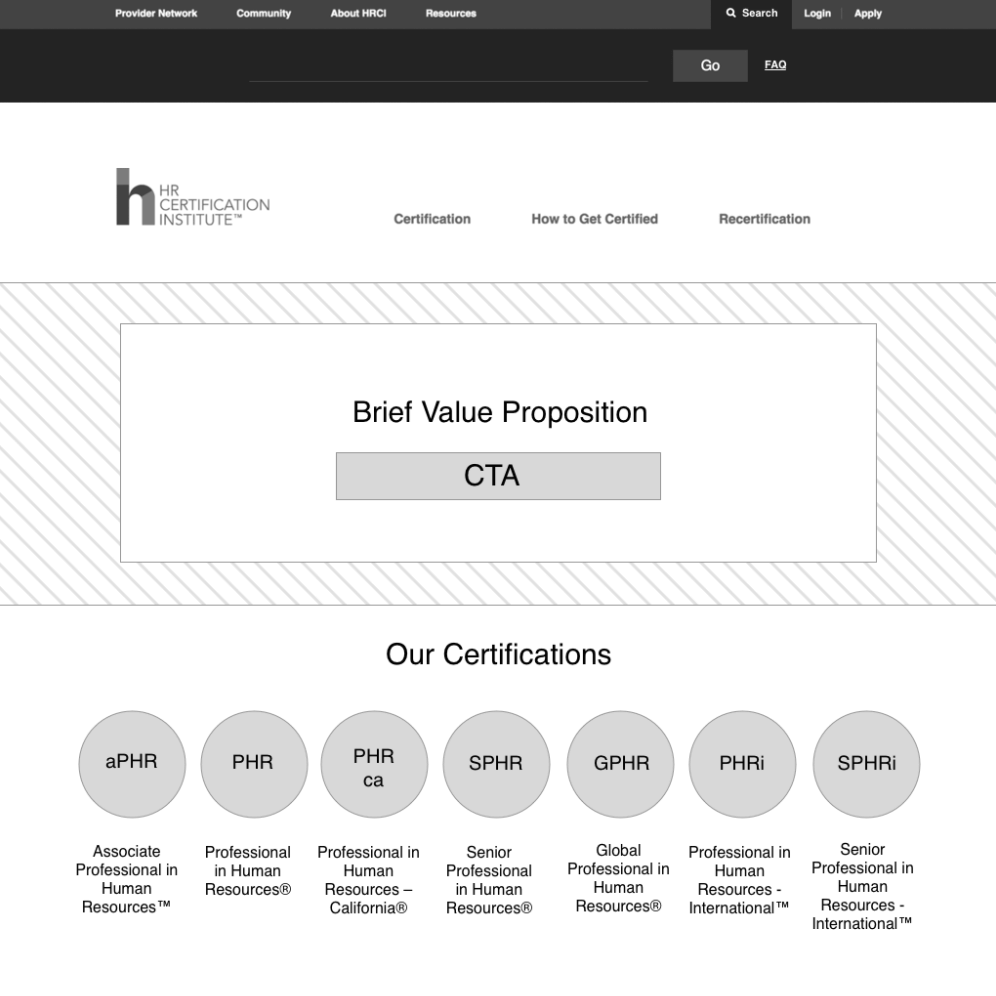 Provider Network Community About HRCI Resources Search Login Apply
Go FAQ
HR
CERTIFICATION
INSTITUTE™
Certification How to Get Certified Recertification
Brief Value Proposition
CTA
Our Certifications
aPHR
PHR
PHR
ca
SPHR
GPHR
PHRi
SPHRi
Associate
Professional in
Human
Resources™
Professional
in Human
Resources®
Professional in
Human
Resources –
California®
Senior
Professional
in Human
Resources®
Global
Professional in
Human
Resources®
Professional in
Human
Resources -
International™
Senior
Professional in
Human
Resources -
International™